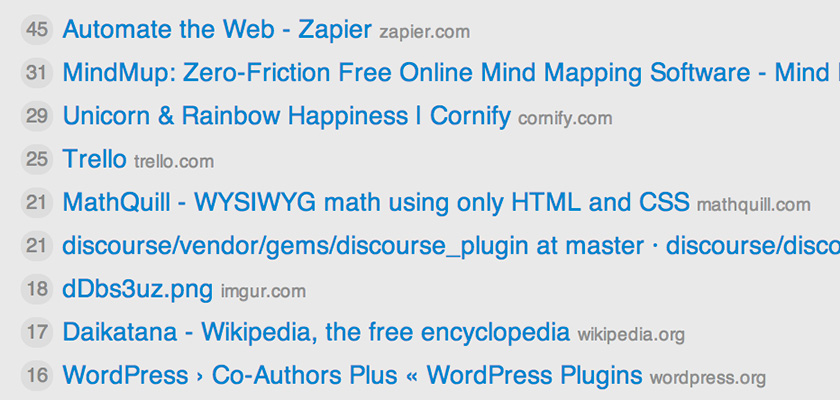 45 Automate the Web - Zapier zapier.com
31 MindMup: Zero-Friction Free Online Mind Mapping Software - Mind
29 Unicorn & Rainbow Happiness | Cornify cornify.com
25 Trello trello.com
21 MathQuill - WYSIWYG math using only HTML and CSS mathquill.com
21 discourse/vendor/gems/discourse_plugin at master · discourse/disco
18 dDbs3uz.png imgur.com
17 Daikatana - Wikipedia, the free encyclopedia wikipedia.org
16 WordPress › Co-Authors Plus « WordPress Plugins wordpress.org